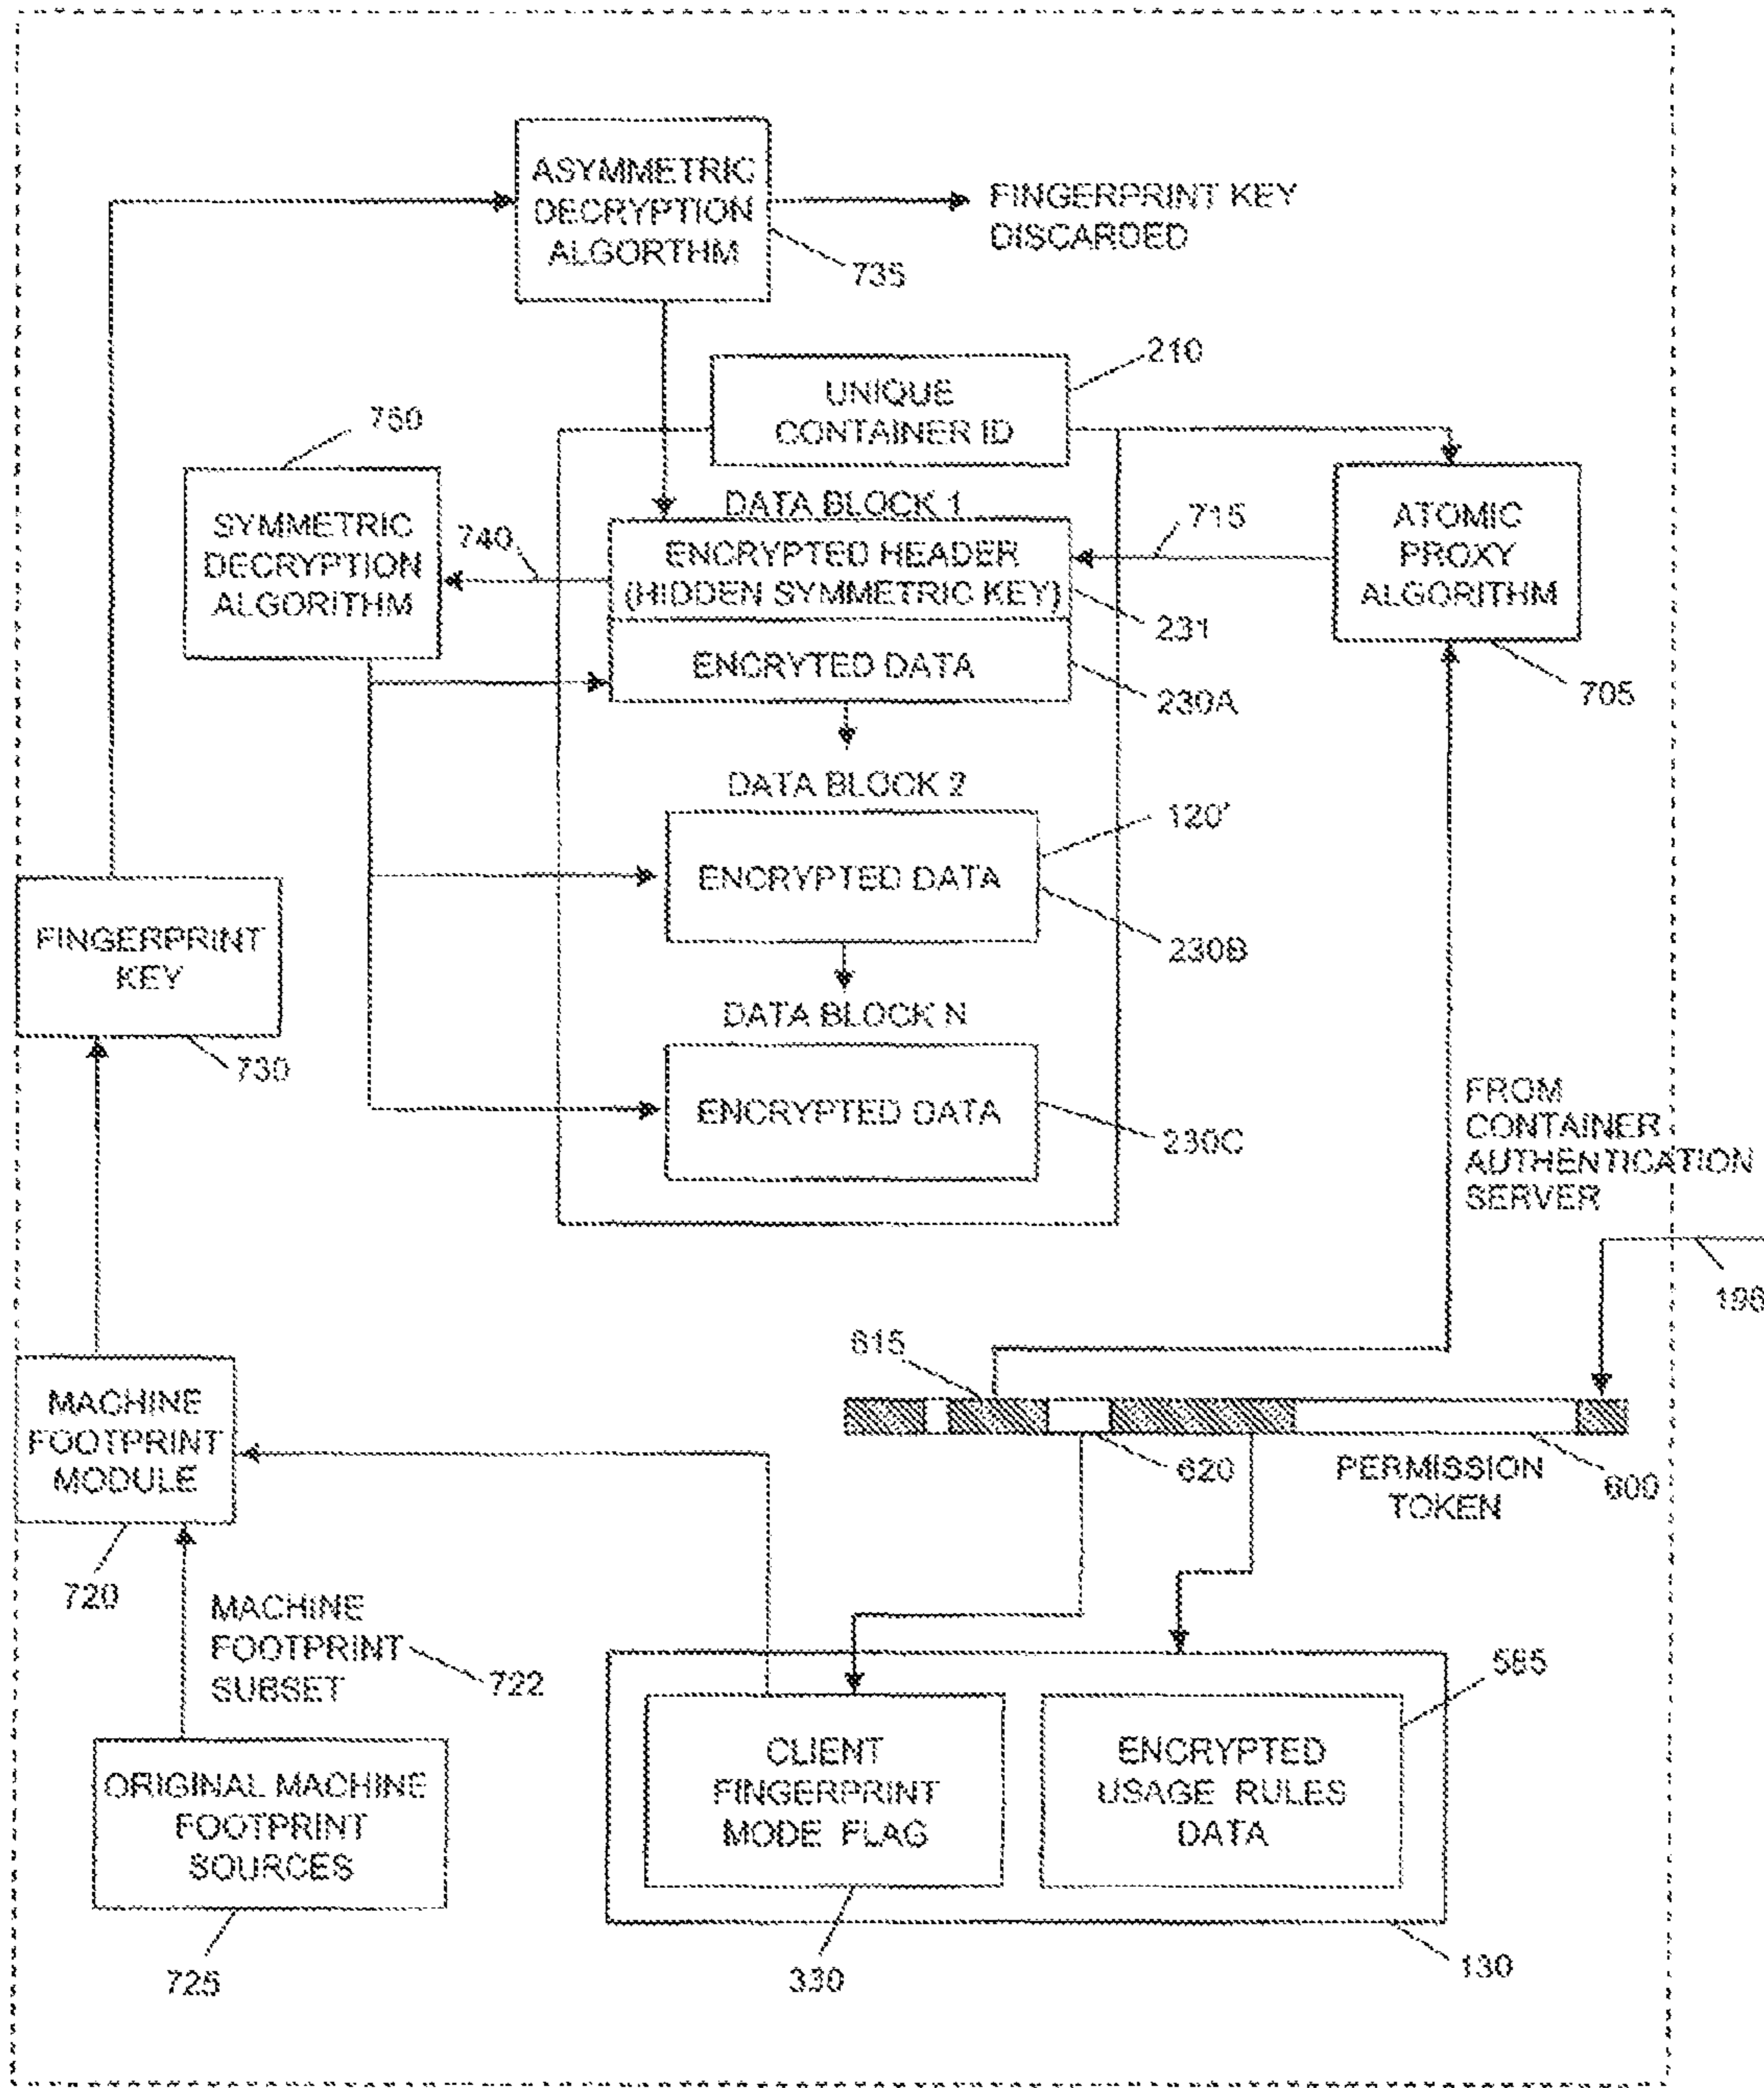 ASYMMETRIC
DECRYPTION
ALGORTHM
FINGERPRINT KEY
DISCARDED
735
210
UNIQUE
CONTAINER ID
750
SYMMETRIC
DECRYPTION
ALGORITHM
740
DATA BLOCK 1
ENCRYPTED HEADER
(HIDDEN SYMMETRIC KEY)
715
ATOMIC
PROXY
ALGORITHM
231
ENCRYTED DATA
230A
705
DATA BLOCK 2
120'
ENCRYPTED DATA
230B
FINGERPRINT
KEY
730
DATA BLOCK N
ENCRYPTED DATA
230C
FROM
CONTAINER
AUTHENTICATION
SERVER
198
615
MACHINE
FOOTPRINT
MODULE
620
PERMISSION
TOKEN
600
720
MACHINE
FOOTPRINT
SUBSET
722
585
ORIGINAL MACHINE
FOOTPRINT
SOURCES
CLIENT
FINGERPRINT
MODE FLAG
ENCRYPTED
USAGE RULES
DATA
725
330
130